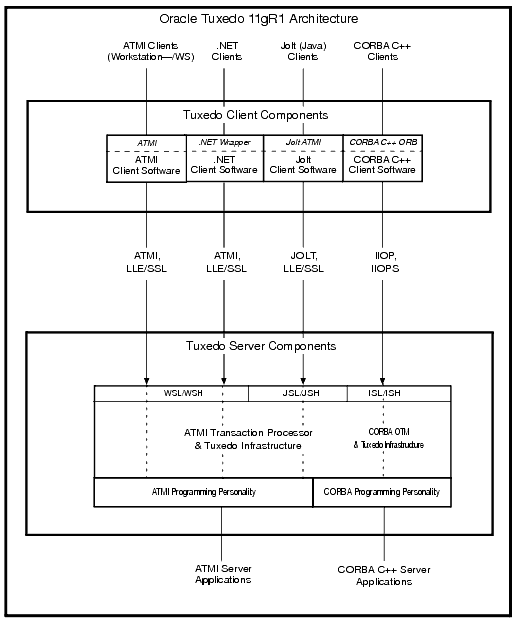 Oracle Tuxedo 11gR1 Architecture
ATMI Clients
(Workstation—/WS)
.NET
Clients
Jolt (Java)
Clients
CORBA C++
Clients
Tuxedo Client Components
ATMI
.NET Wrapper
Jolt ATMI
CORBA C++ ORB
ATMI
Client Software
.NET
Client Software
Jolt
Client Software
CORBA C++
Client Software
ATMI,
LLE/SSL
ATMI,
LLE/SSL
JOLT,
LLE/SSL
IIOP,
IIOPS
Tuxedo Server Components
WSL/WSH
JSL/JSH
ISL/ISH
ATMI Transaction Processor
& Tuxedo Infrastructure
CORBA OTM
& Tuxedo Infrastructure
ATMI Programming Personality
CORBA Programming Personality
ATMI Server
Applications
CORBA C++ Server
Applications